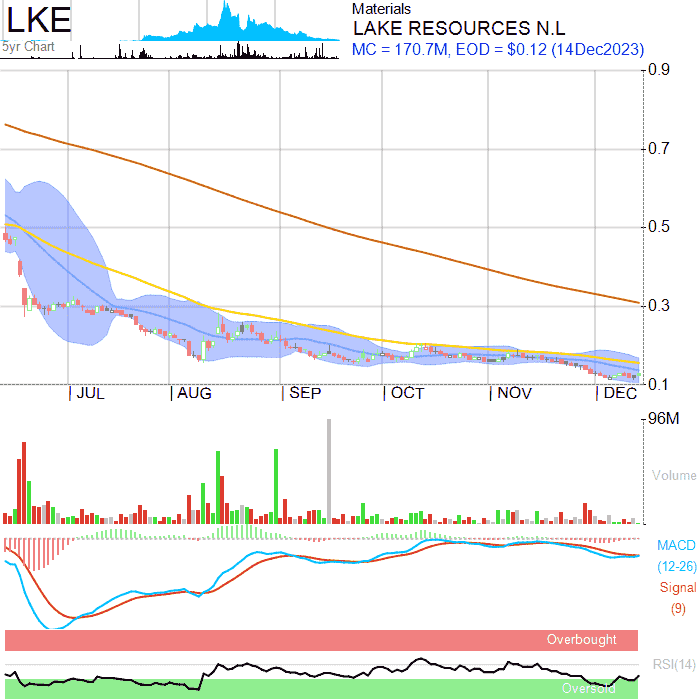 LKE
5yr Chart
Materials
LAKE RESOURCES N.L
MC = 170.7M, EOD = $0.12 (14Dec2023)
0.9
0.7
0.5
0.3
0.1
JUL AUG SEP OCT NOV DEC
96M
Volume
MACD
(12-26)
Signal
(9)
Overbought
RSI(14)
Oversold